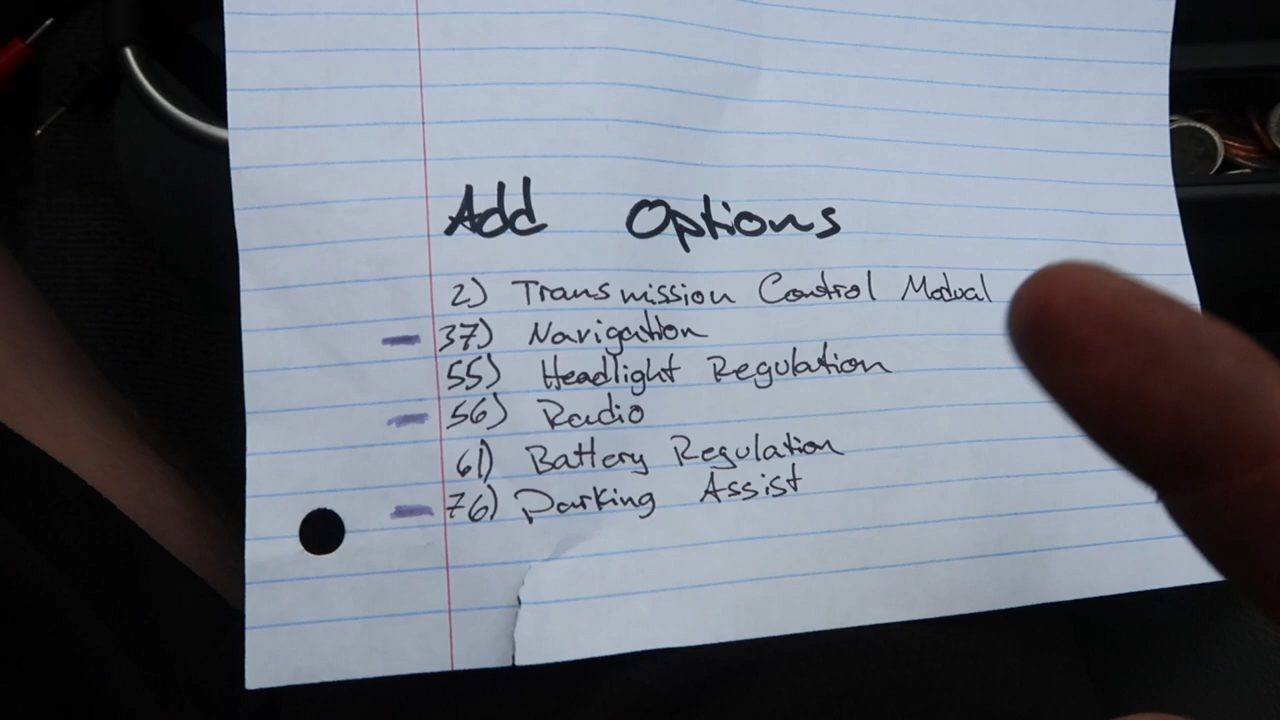 Add Options
2) Transmission Control Modual
37) Navigation
55) Headlight Regulation
56) Radio
61) Battery Regulation
76) Parking Assist